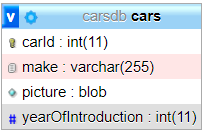 v carsdb cars
carId : int(11)
make : varchar(255)
picture : blob
# yearOfIntroduction : int(11)